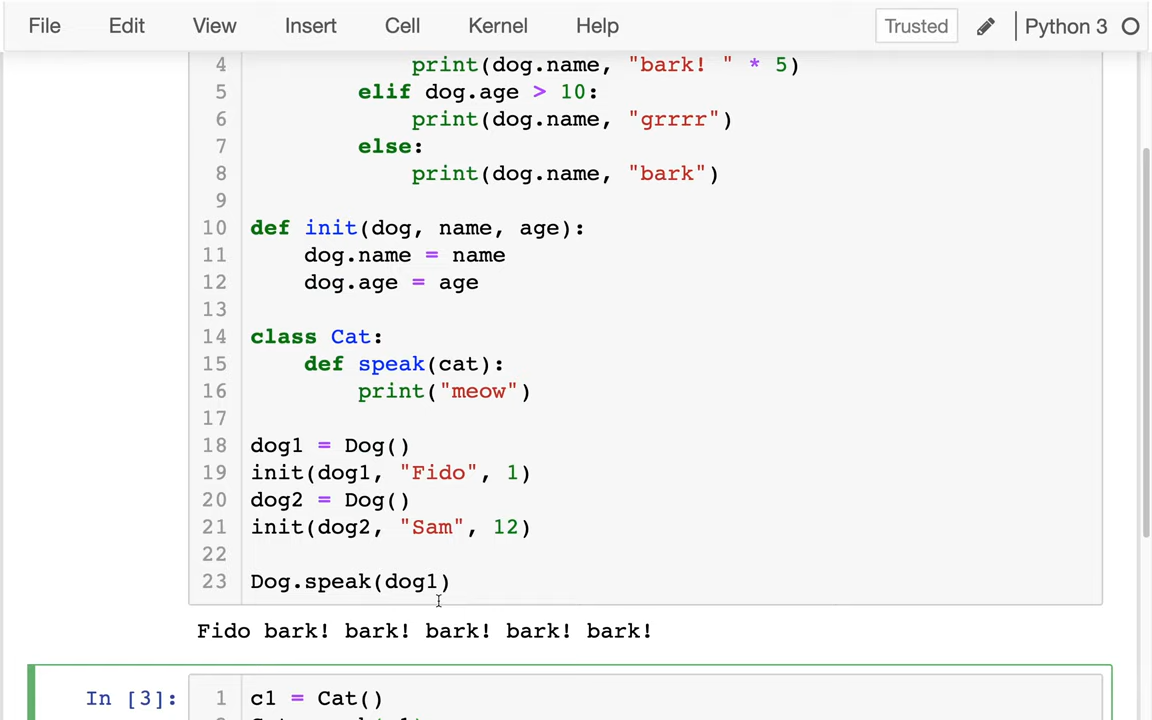 File Edit View Insert Cell Kernel Help Trusted Python 3
4 print(dog.name, "bark! " * 5)
5 elif dog.age > 10:
6 print(dog.name, "grrrr")
7 else:
8 print(dog.name, "bark")
9
10 def init(dog, name, age):
11 dog.name = name
12 dog.age = age
13
14 class Cat:
15 def speak(cat):
16 print("meow")
17
18 dog1 = Dog()
19 init(dog1, "Fido", 1)
20 dog2 = Dog()
21 init(dog2, "Sam", 12)
22
23 Dog.speak(dog1)
Fido bark! bark! bark! bark! bark!
In [3]: 1 c1 = Cat()